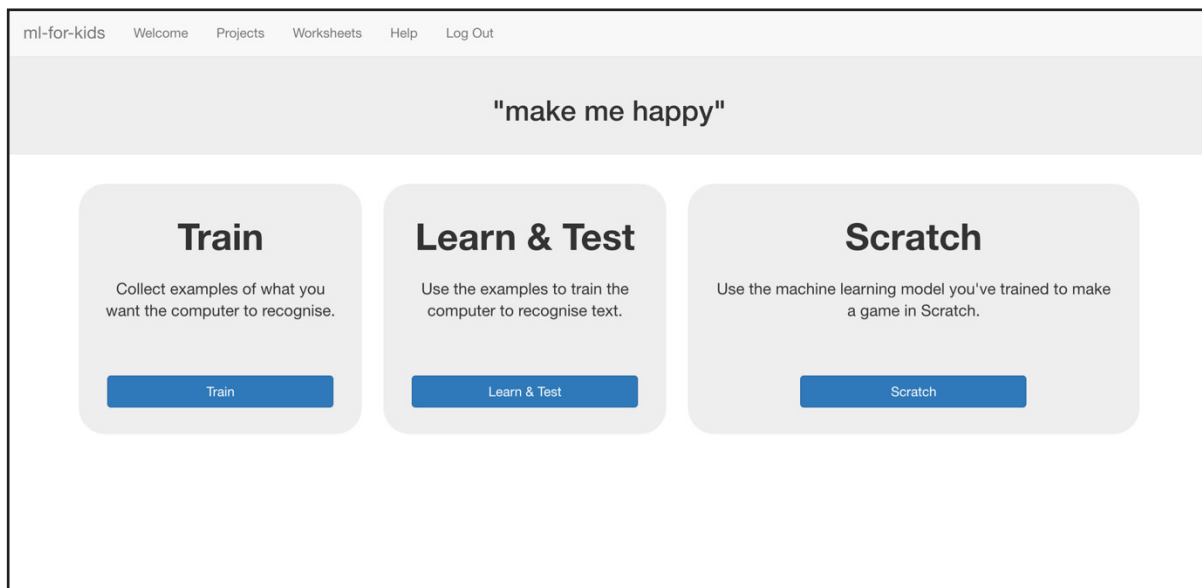 ml-for-kids Welcome Projects Worksheets Help Log Out
"make me happy"
Train
Collect examples of what you
want the computer to recognise.
Train
Learn & Test
Use the examples to train the
computer to recognise text.
Learn & Test
Scratch
Use the machine learning model you've trained to make
a game in Scratch.
Scratch